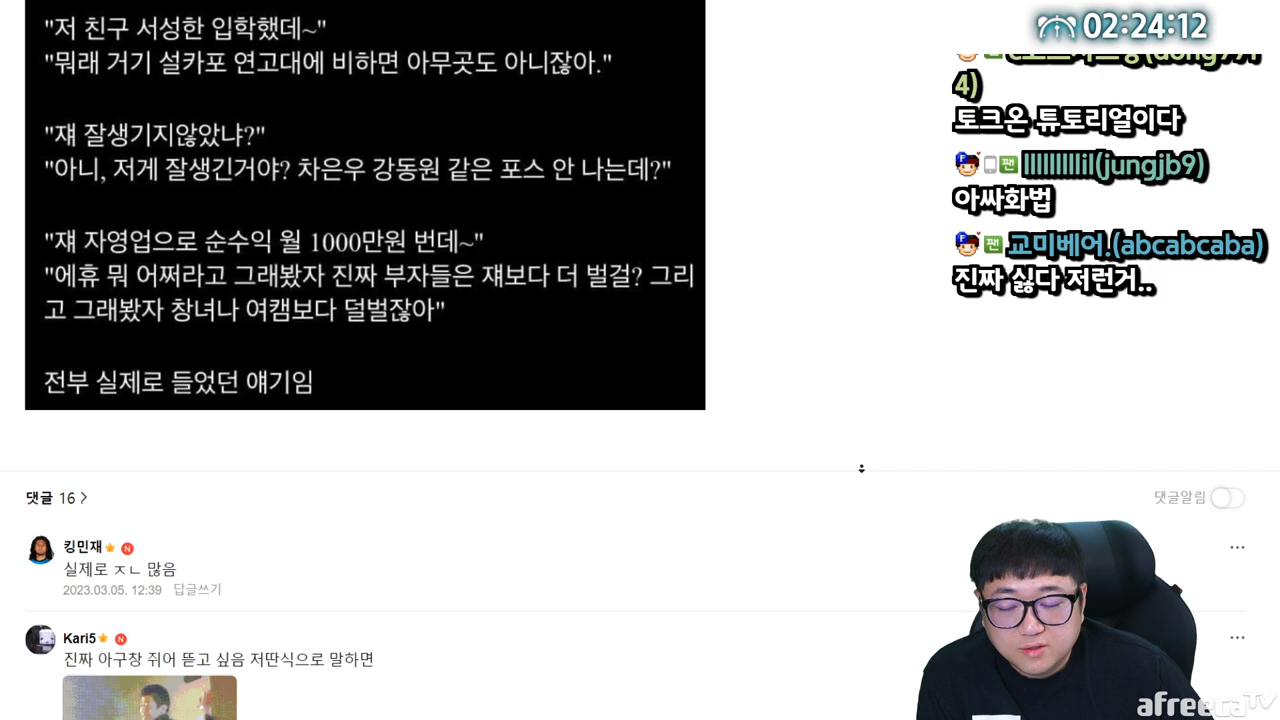 "저 친구 서성한 입학했데~"
"뭐래 거기 설카포 연고대에 비하면 아무곳도 아니잖아."
"쟤 잘생기지않았냐?"
"아니, 저게 잘생긴거야? 차은우 강동원 같은 포스 안 나는데?"
"쟤 자영업으로 순수익 월 1000만원 번데~"
"에휴 뭐 어쩌라고 그래봤자 진짜 부자들은 쟤보다 더 벌걸? 그리
고 그래봤자 창녀나 여캠보다 덜벌잖아"
전부 실제로 들었던 얘기임
02:24:12
4)
토크온 튜토리얼이다
F 팬 llllllllllil(jungjb9)
아싸화법
F 팬 교미베어.(abcabcaba)
진짜 싫다 저런거..
댓글 16 >
댓글알림
킹민재 N
실제로 ㅈㄴ 많음
2023.03.05. 12:39 답글쓰기
Kari5 N
진짜 아구창 쥐어 뜯고 싶음 저딴식으로 말하면
afreecaTV